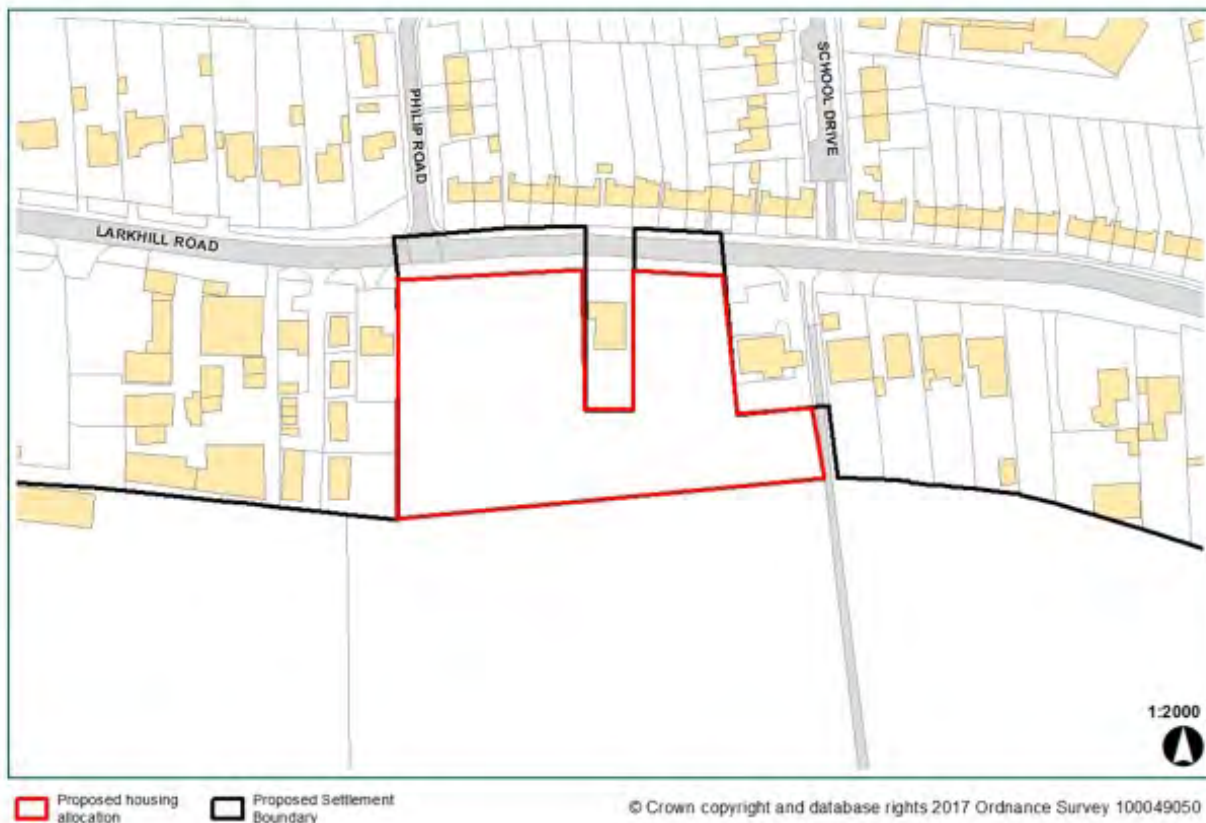 SCHOOL DRIVE
PHILIP ROAD
LARKHILL ROAD
1:2000
Proposed housing
allocation
Proposed Settlement
Boundary
© Crown copyright and database rights 2017 Ordnance Survey 100049050